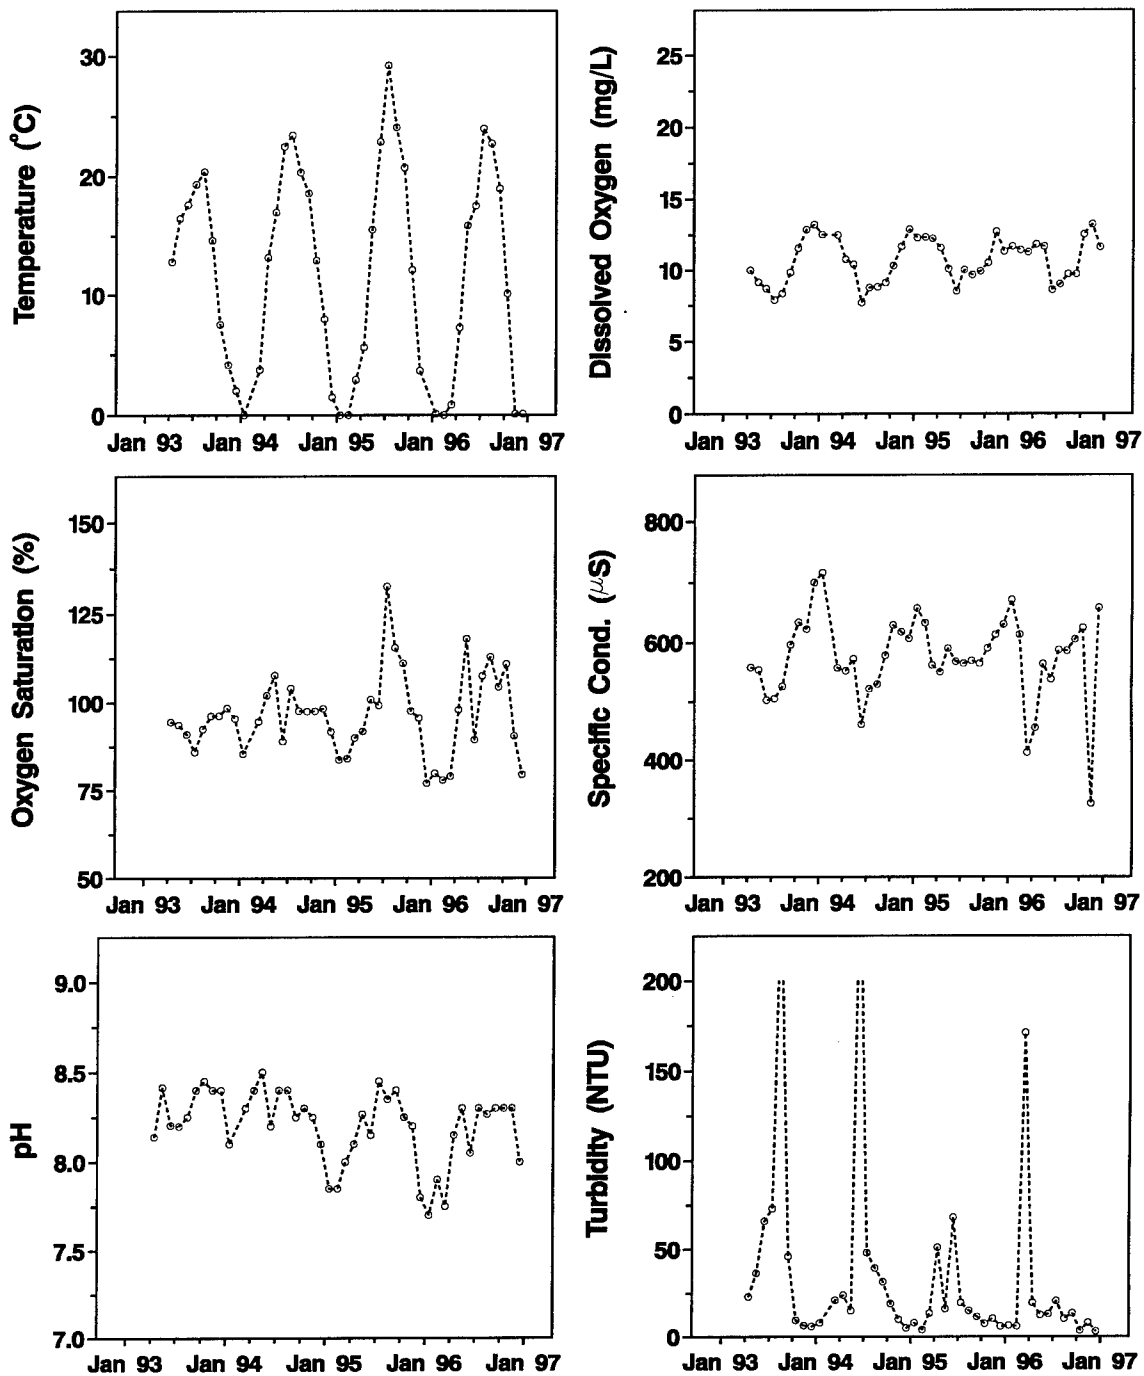 Temperature (°C)
30
20
10
0
Jan 93 Jan 94 Jan 95 Jan 96 Jan 97
Dissolved Oxygen (mg/L)
25
20
15
10
5
0
Jan 93 Jan 94 Jan 95 Jan 96 Jan 97
Oxygen Saturation (%)
150
125
100
75
50
Jan 93 Jan 94 Jan 95 Jan 96 Jan 97
Specific Cond. (μS)
800
600
400
200
Jan 93 Jan 94 Jan 95 Jan 96 Jan 97
pH
9.0
8.5
8.0
7.5
7.0
Jan 93 Jan 94 Jan 95 Jan 96 Jan 97
Turbidity (NTU)
200
150
100
50
0
Jan 93 Jan 94 Jan 95 Jan 96 Jan 97